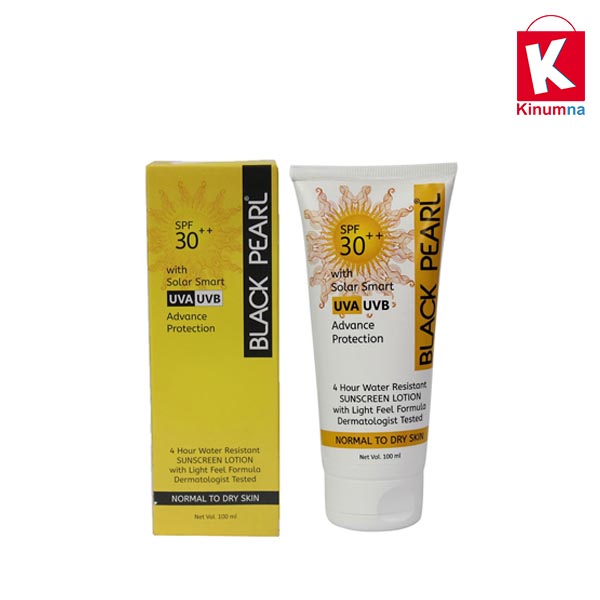 K
Kinumna
SPF
30++
with
Solar Smart
UVA UVB
Advance
Protection
BLACK PEARL®
4 Hour Water Resistant
SUNSCREEN LOTION
with Light Feel Formula
Dermatologist Tested
NORMAL TO DRY SKIN
Net Vol. 100 ml
SPF
30++
with
Solar Smart
UVA UVB
Advance
Protection
BLACK PEARL®
4 Hour Water Resistant
SUNSCREEN LOTION
with Light Feel Formula
Dermatologist Tested
NORMAL TO DRY SKIN
Net Vol. 100 ml